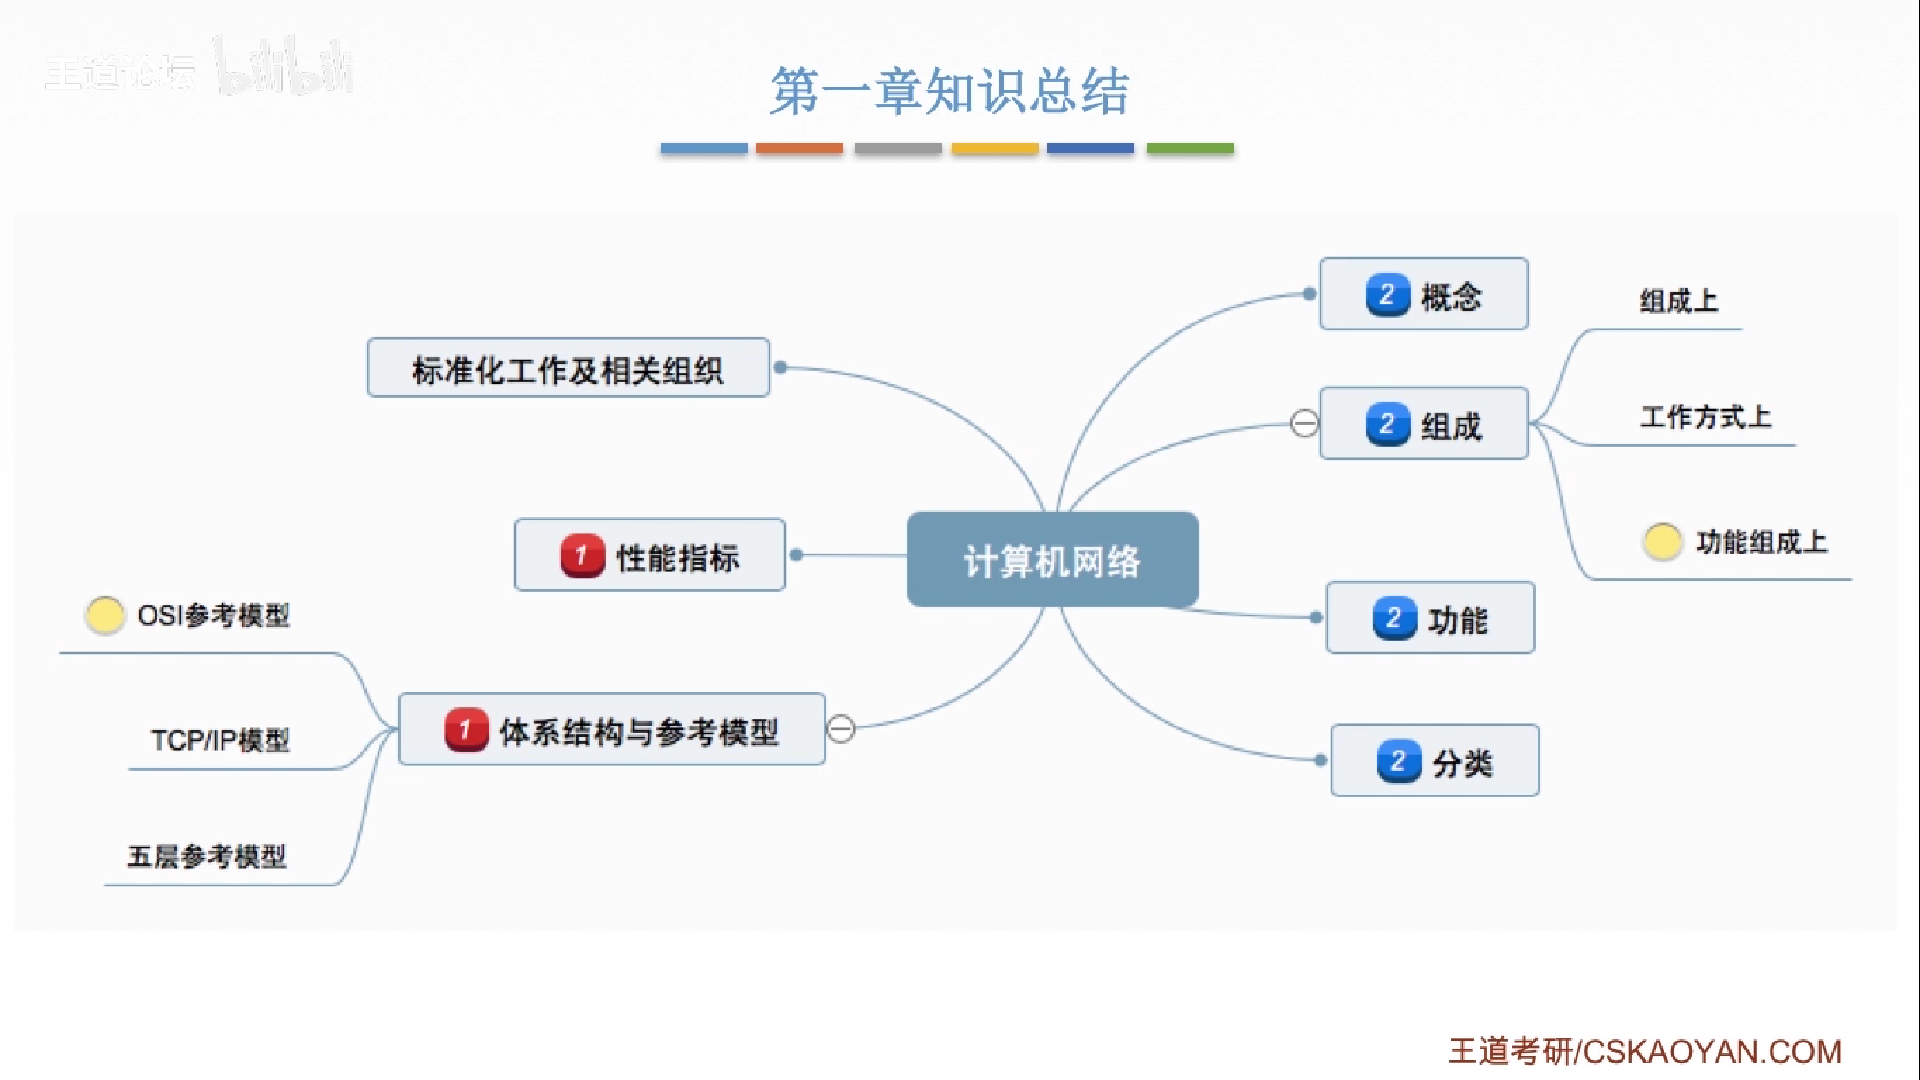 王道论坛 bilibili
第一章知识总结
2 概念
组成上
标准化工作及相关组织
2 组成
工作方式上
功能组成上
1 性能指标
计算机网络
2 功能
OSI参考模型
1 体系结构与参考模型
TCP/IP模型
2 分类
五层参考模型
王道考研/CSKAOYAN.COM